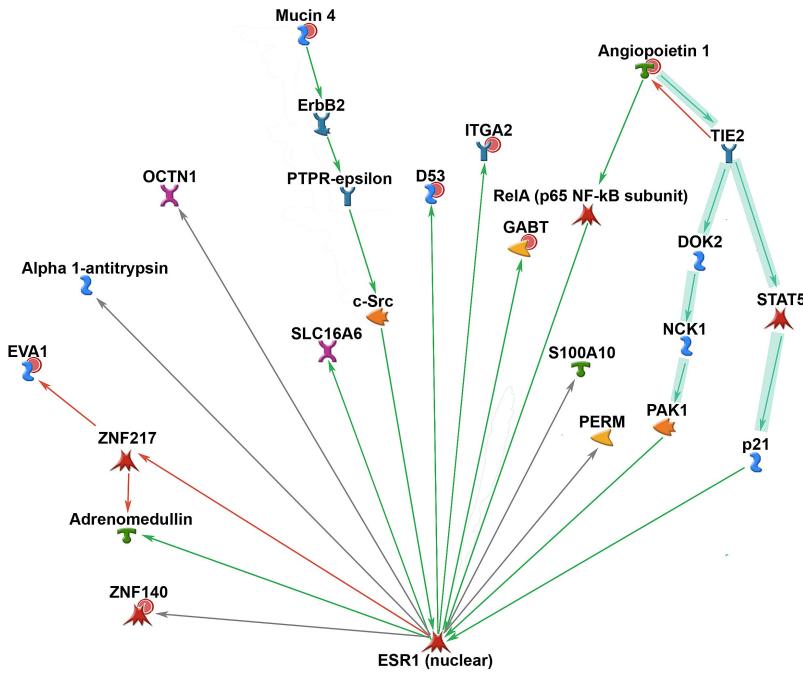 Mucin 4
Angiopoietin 1
ErbB2
ITGA2
TIE2
OCTN1
PTPR-epsilon
D53
RelA (p65 NF-kB subunit)
GABT
DOK2
Alpha 1-antitrypsin
c-Src
STAT5
SLC16A6
NCK1
EVA1
S100A10
ZNF217
PERM
PAK1
p21
Adrenomedullin
ZNF140
ESR1 (nuclear)